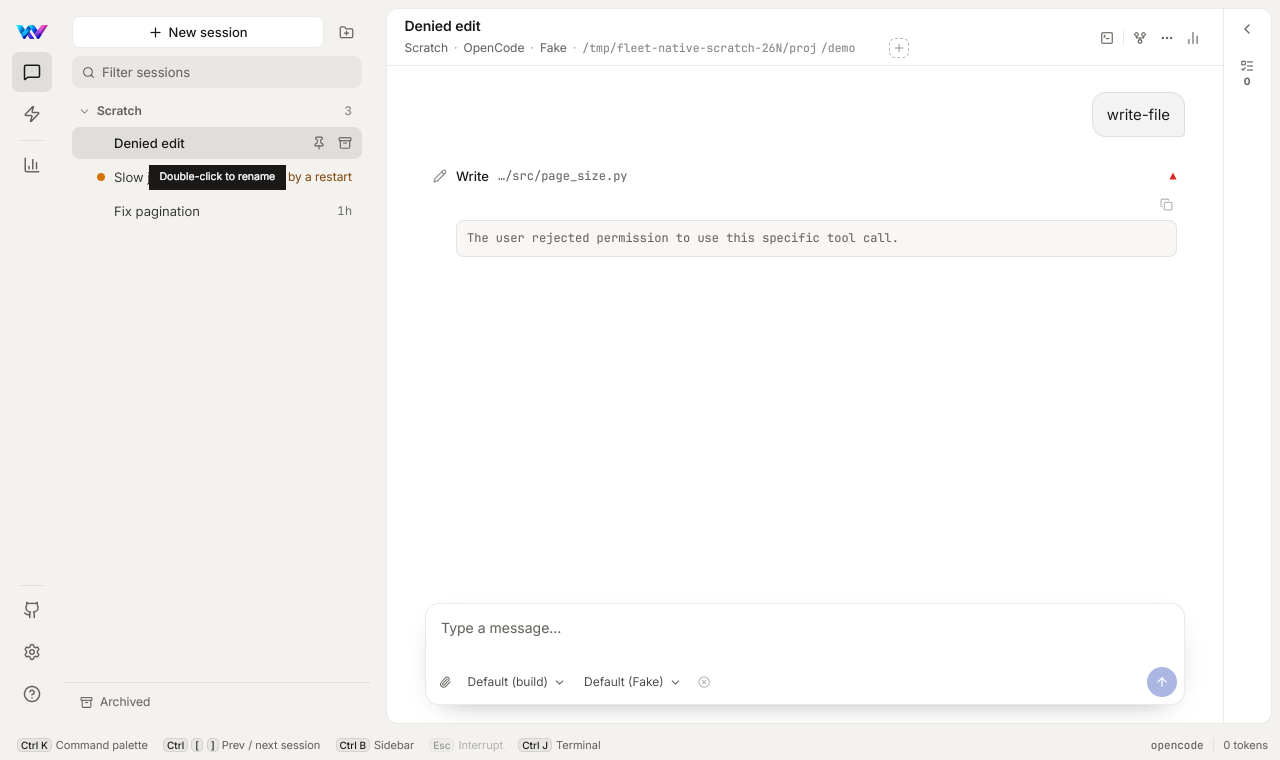 New session
Filter sessions
Scratch 3
Denied edit
Slow
Double-click to rename
by a restart
Fix pagination 1h
Archived
Denied edit
Scratch · OpenCode · Fake · /tmp/fleet-native-scratch-26N/proj /demo
0
write-file
Write …/src/page_size.py
The user rejected permission to use this specific tool call.
Type a message…
Default (build) Default (Fake)
Ctrl K Command palette Ctrl [ ] Prev / next session Ctrl B Sidebar Esc Interrupt Ctrl J Terminal
opencode 0 tokens